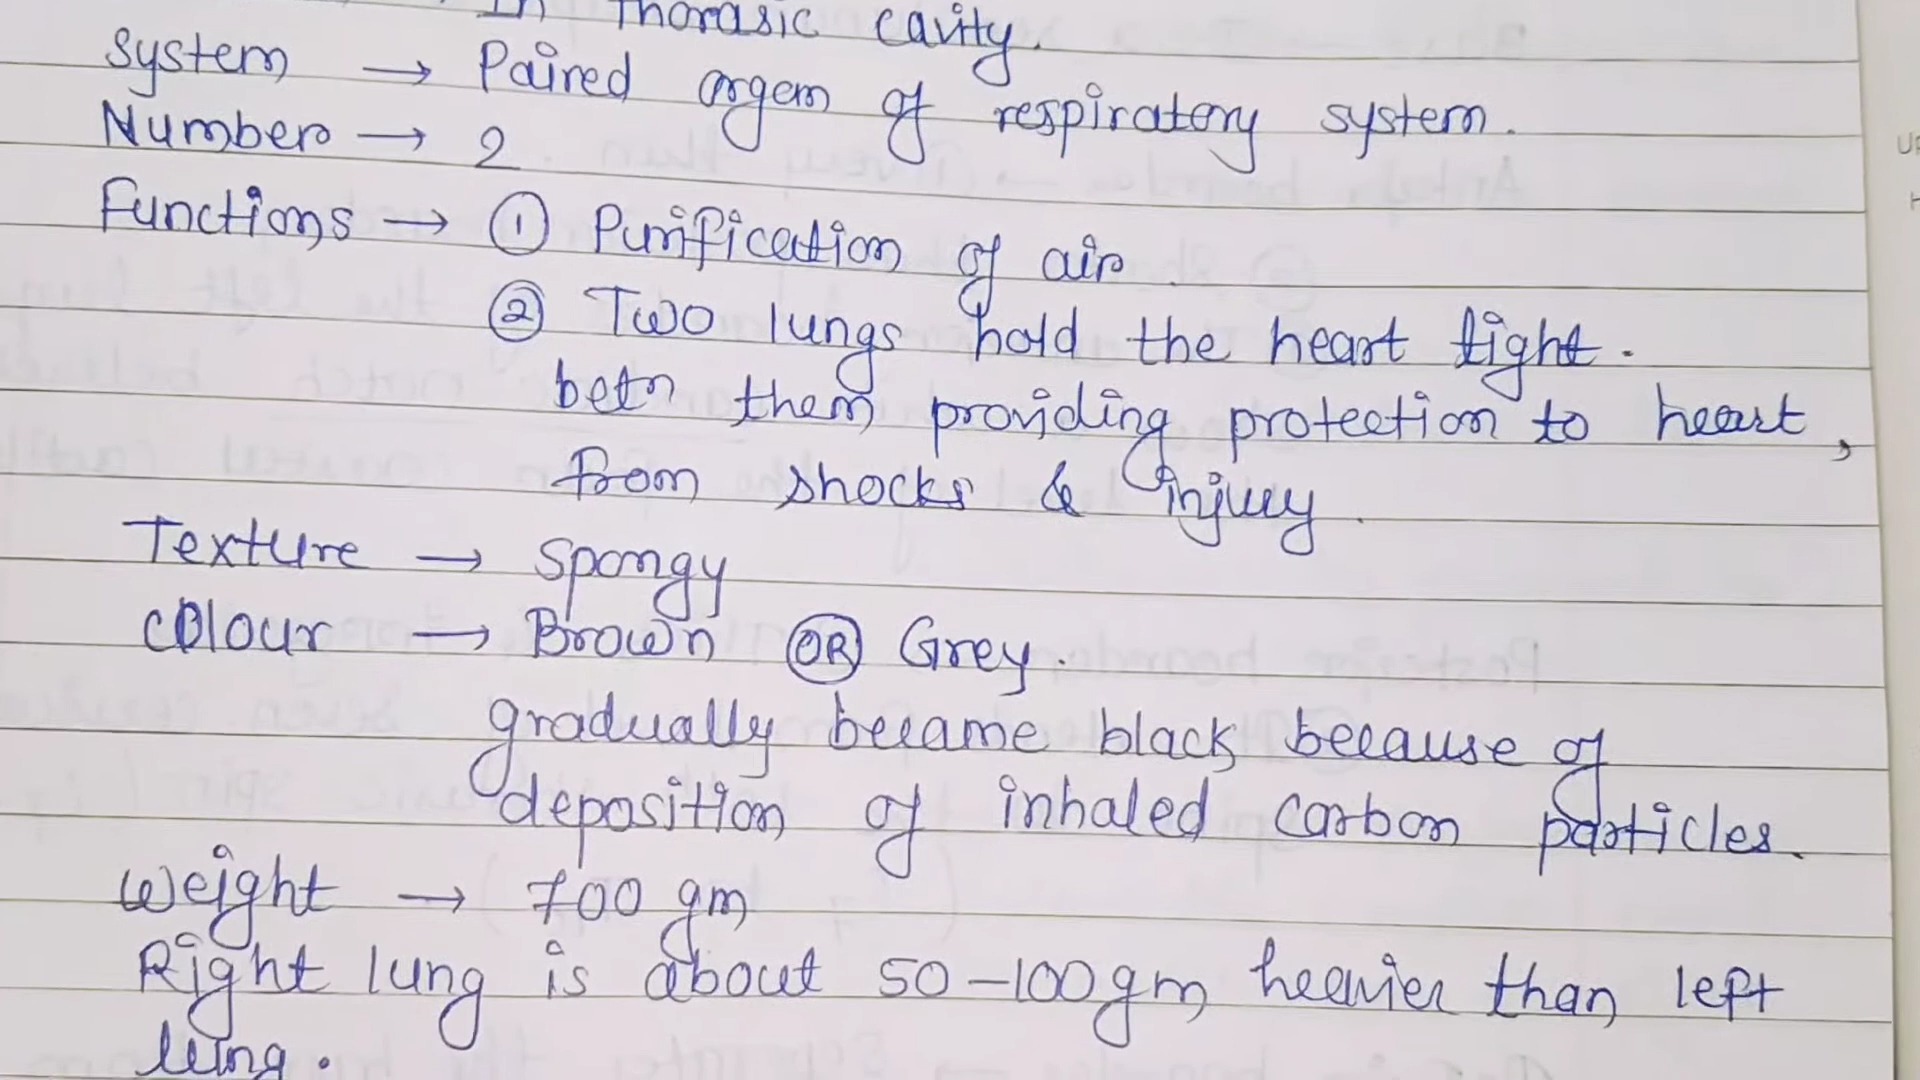 In Thorasic cavity.
System → Paired organ of respiratory system.
Number → 2
Functions → ① Purification of air
② Two lungs hold the heart tight.
betn them providing protection to heart,
from shocks & injury.
Texture → Spongy
Colour → Brown OR Grey.
gradually became black because of
deposition of inhaled carbon particles.
Weight → 700 gm
Right lung is about 50-100gm heavier than left
lung.